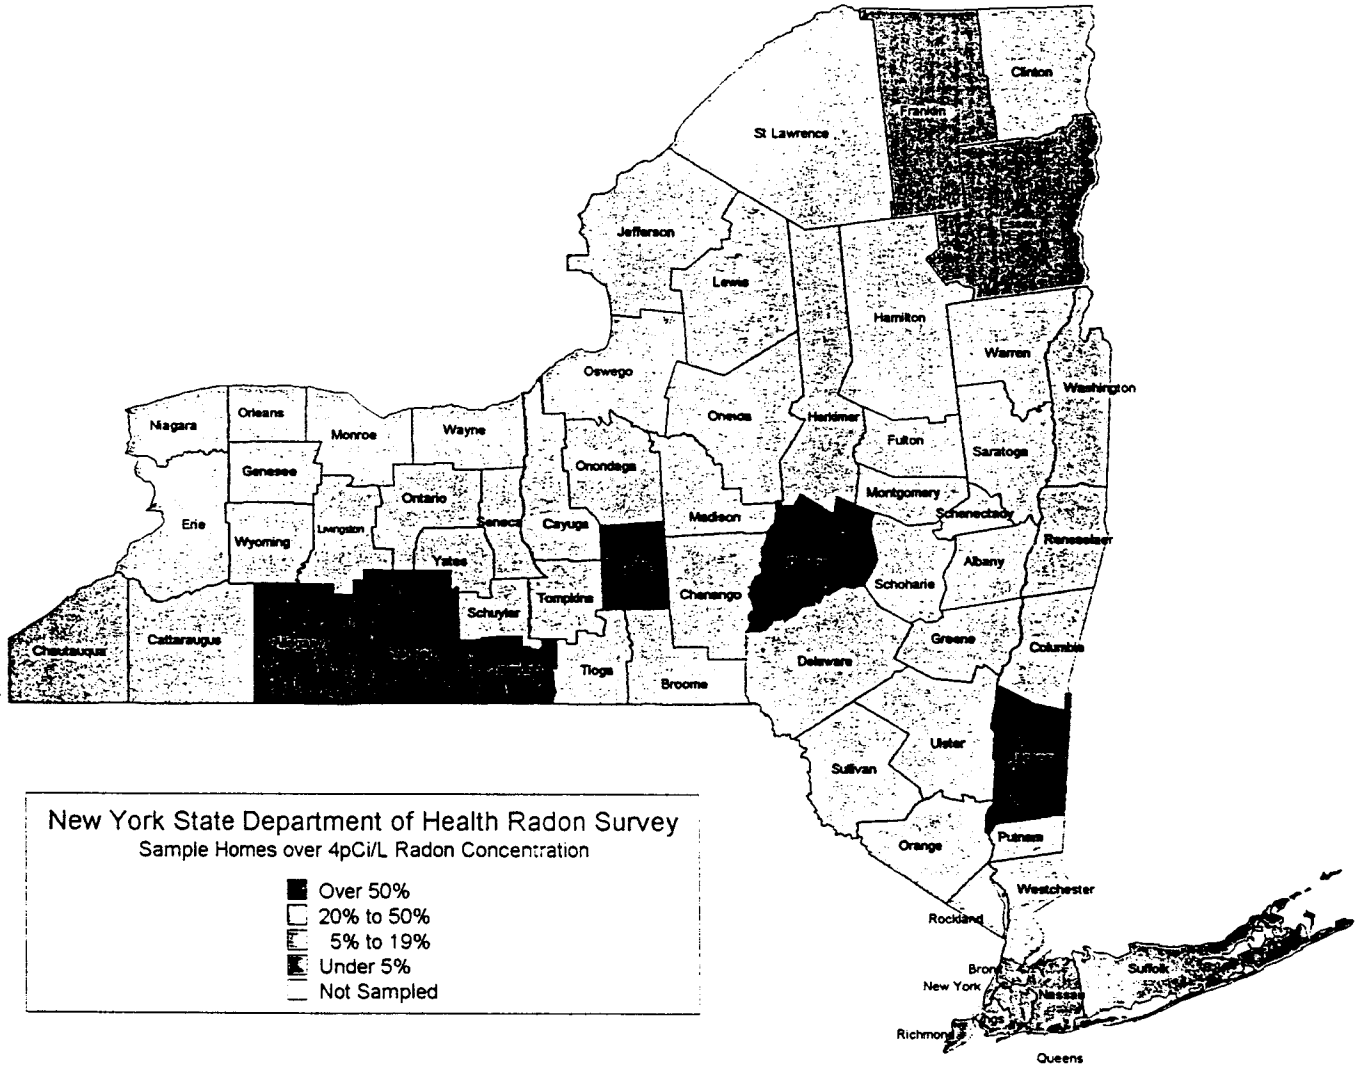 Clinton
Franklin
St Lawrence
Essex
Jefferson
Lewis
Hamilton
Warren
Oswego
Washington
Orleans
Oneida
Herkimer
Niagara
Monroe
Wayne
Fulton
Saratoga
Genesee
Onondaga
Ontario
Montgomery
Schenectady
Erie
Livingston
Seneca
Cayuga
Madison
Wyoming
Rensselaer
Yates
Albany
Schoharie
Tompkins
Chenango
Schuyler
Cattaraugus
Greene
Chautauqua
Columbia
Delaware
Tioga
Broome
Ulster
Sullivan
Putnam
Orange
Westchester
Rockland
Bronx
Suffolk
New York
Nassau
Kings
Richmond
Queens
New York State Department of Health Radon Survey
Sample Homes over 4pCi/L Radon Concentration
Over 50%
20% to 50%
5% to 19%
Under 5%
Not Sampled